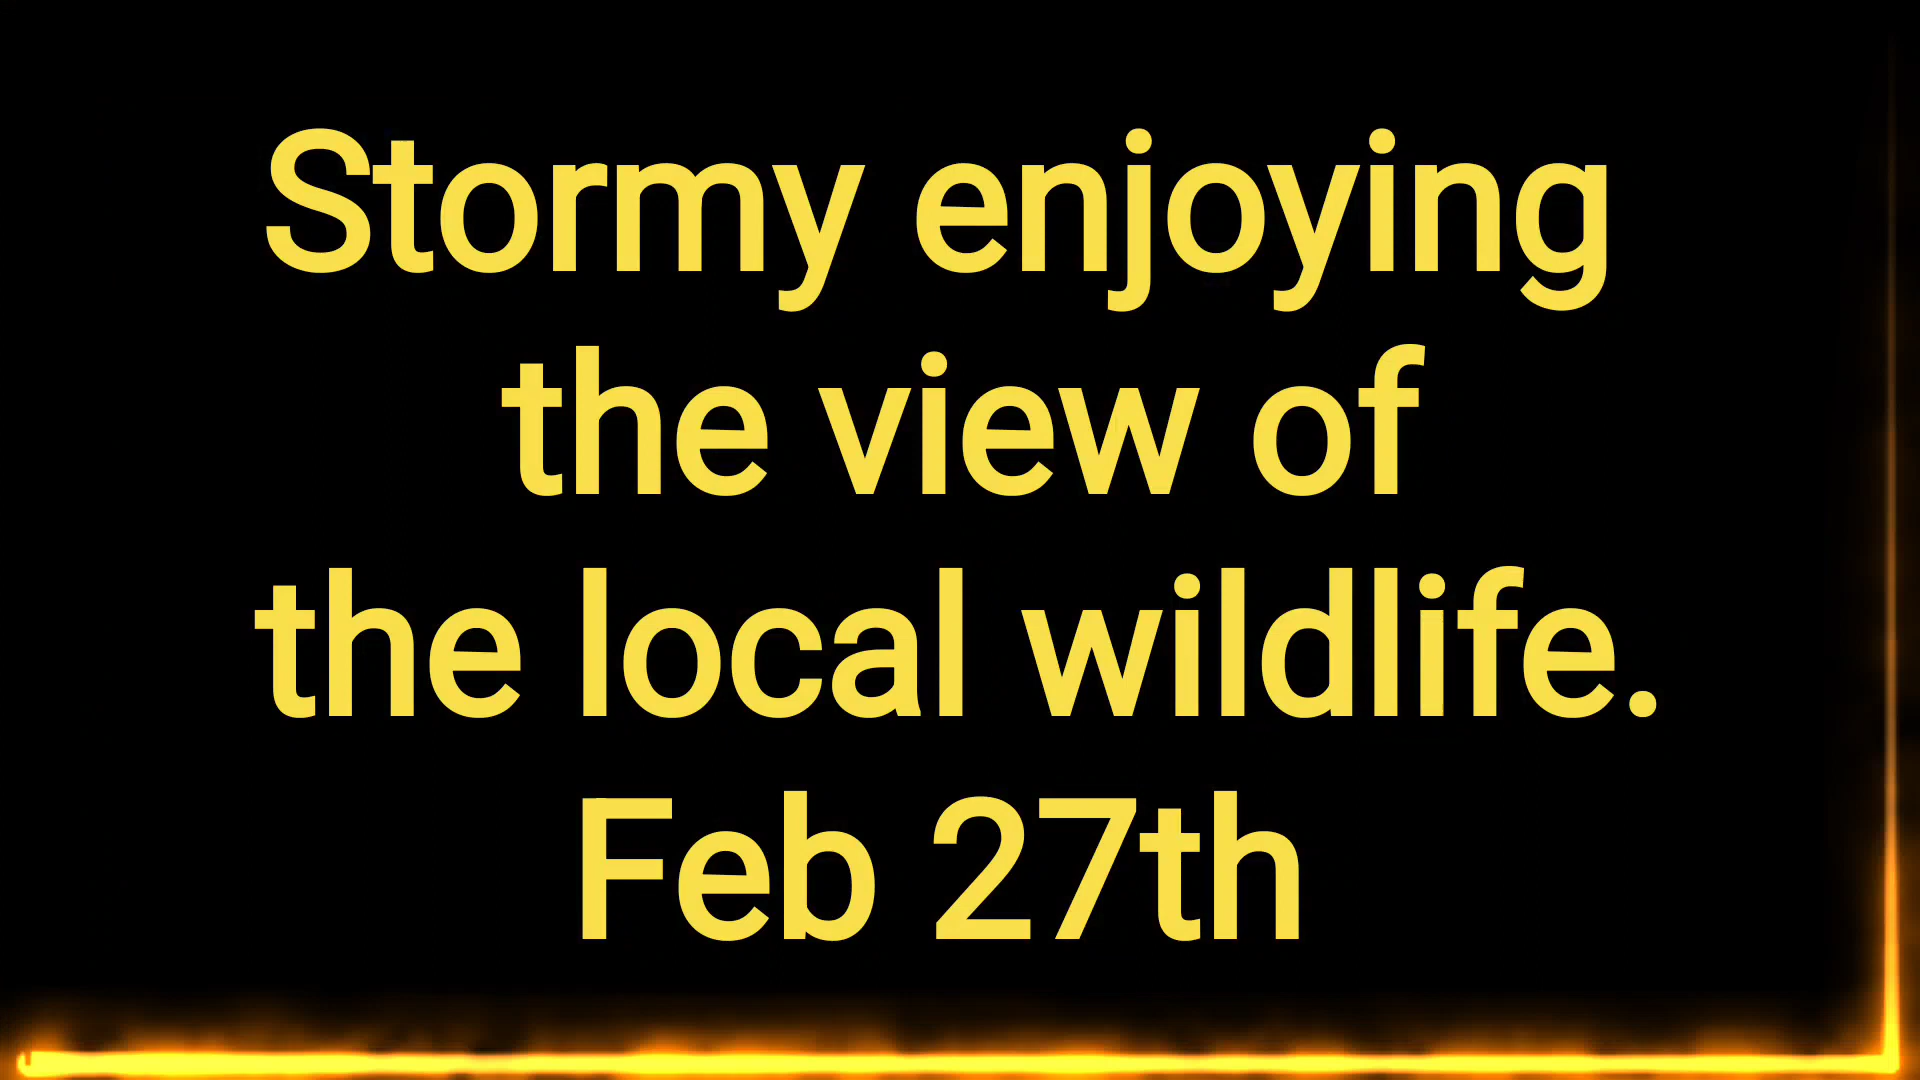 Stormy enjoying
the view of
the local wildlife.
Feb 27th